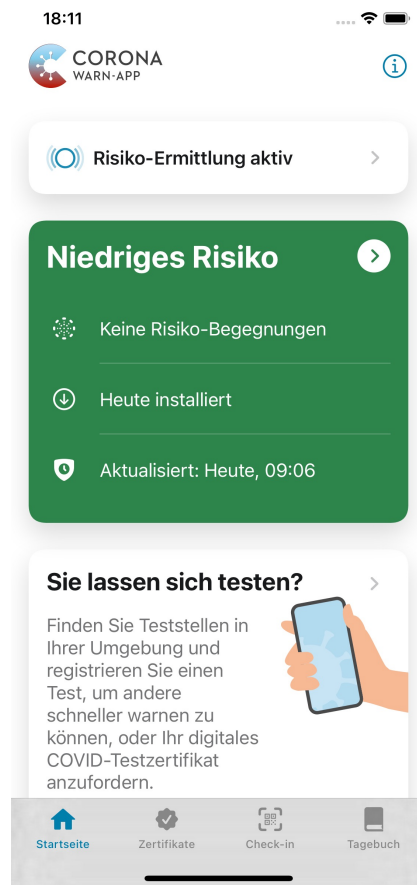 18:11
CORONA
WARN-APP
Risiko-Ermittlung aktiv
Niedriges Risiko
Keine Risiko-Begegnungen
Heute installiert
Aktualisiert: Heute, 09:06
Sie lassen sich testen?
Finden Sie Teststellen in
Ihrer Umgebung und
registrieren Sie einen
Test, um andere
schneller warnen zu
können, oder Ihr digitales
COVID-Testzertifikat
anzufordern.
Startseite
Zertifikate
Check-in
Tagebuch